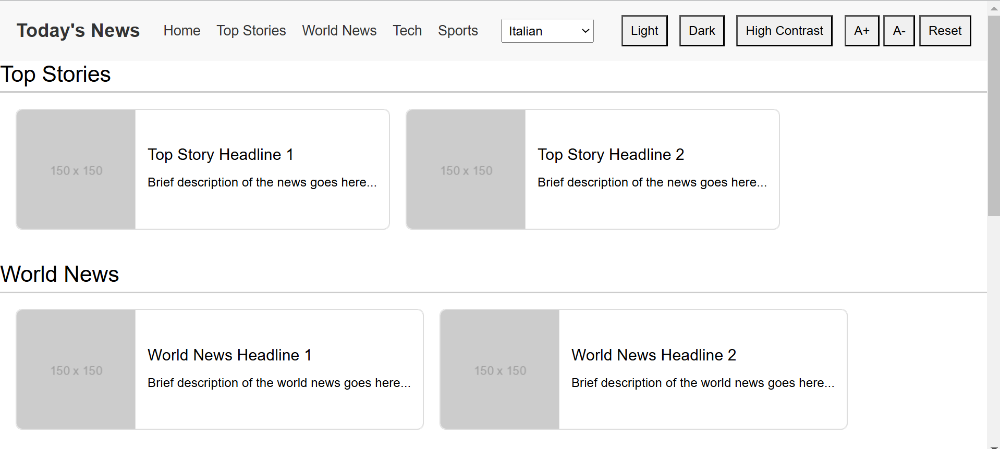 Today's News Home Top Stories World News Tech Sports Italian Light Dark High Contrast A+ A- Reset
Top Stories
150 x 150
Top Story Headline 1
Brief description of the news goes here...
150 x 150
Top Story Headline 2
Brief description of the news goes here...
World News
150 x 150
World News Headline 1
Brief description of the world news goes here...
150 x 150
World News Headline 2
Brief description of the world news goes here...